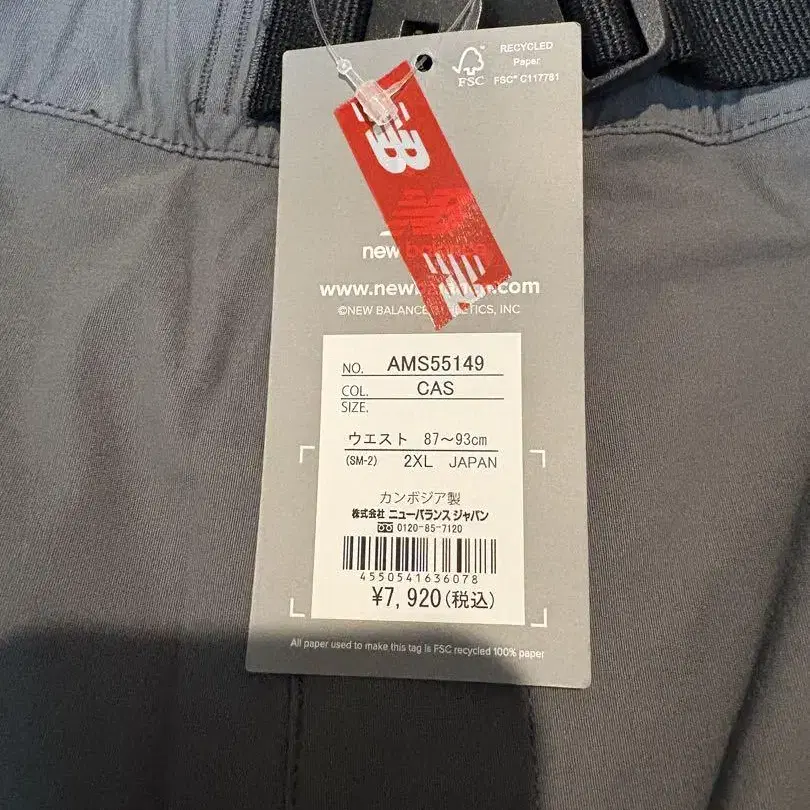 RECYCLED
Paper
FSC
FSC® C117781
new balance
www.newbalance.com
©NEW BALANCE ATHLETICS, INC
NO. AMS55149
COL. CAS
SIZE.
ウエスト 87～93cm
(SM-2) 2XL JAPAN
カンボジア製
株式会社 ニューバランス ジャパン
0120-85-7120
4550541636078
¥7,920(税込)
All paper used to make this tag is FSC recycled 100% paper